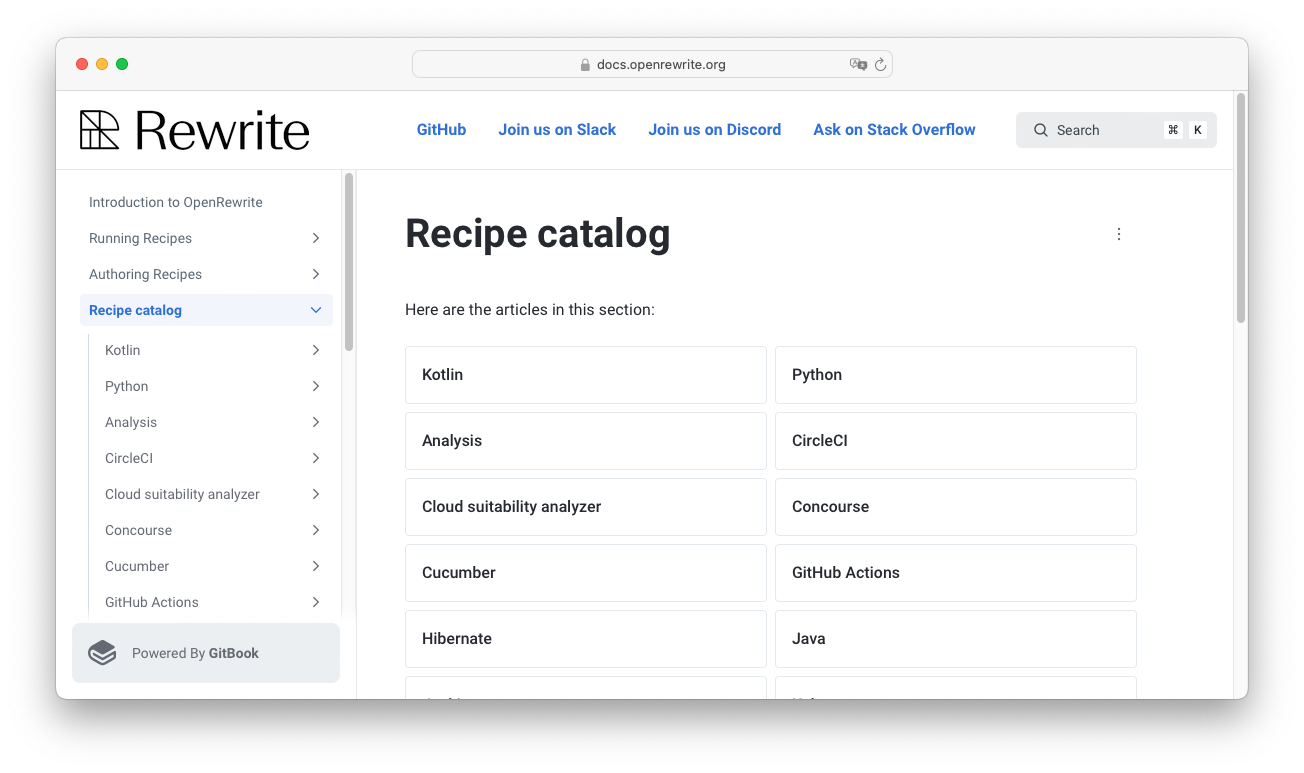 docs.openrewrite.org
Rewrite
GitHub
Join us on Slack
Join us on Discord
Ask on Stack Overflow
Search
⌘ K
Introduction to OpenRewrite
Running Recipes
Authoring Recipes
Recipe catalog
Kotlin
Python
Analysis
CircleCI
Cloud suitability analyzer
Concourse
Cucumber
GitHub Actions
Powered By GitBook
Recipe catalog
Here are the articles in this section:
Kotlin
Python
Analysis
CircleCI
Cloud suitability analyzer
Concourse
Cucumber
GitHub Actions
Hibernate
Java